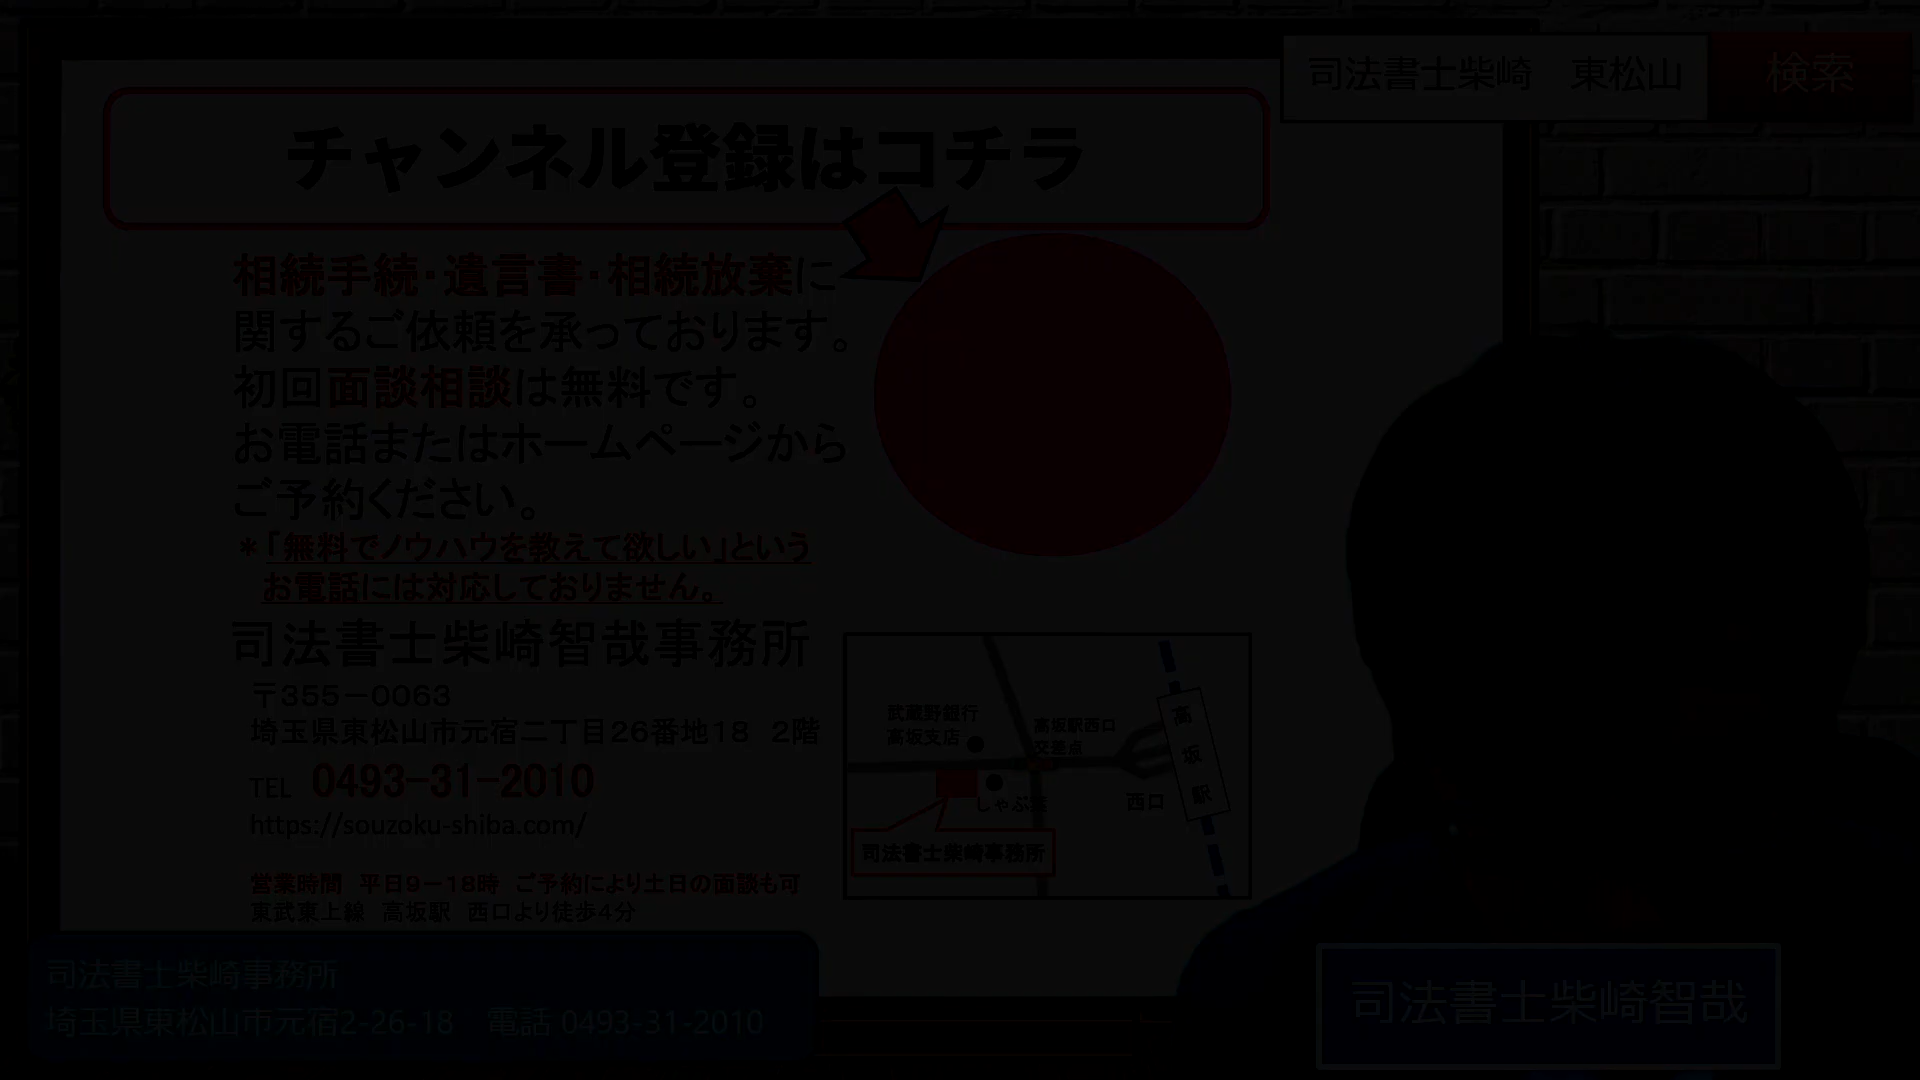 司法書士柴崎　東松山
検索
チャンネル登録はコチラ
相続手続・遺言書・相続放棄に
関するご依頼を承っております。
初回面談相談は無料です。
お電話またはホームページから
ご予約ください。
＊「無料でノウハウを教えて欲しい」という
お電話には対応しておりません。
司法書士柴崎智哉事務所
〒355－0063
埼玉県東松山市元宿二丁目26番地18　2階
TEL　0493-31-2010
https://souzoku-shiba.com/
営業時間　平日9－18時　ご予約により土日の面談も可
東武東上線　高坂駅　西口より徒歩4分
武蔵野銀行
高坂支店
高坂駅西口
交差点
高坂駅
西口
しゃぶ葉
司法書士柴崎事務所
司法書士柴崎事務所
埼玉県東松山市元宿2-26-18　電話 0493-31-2010
司法書士柴崎智哉